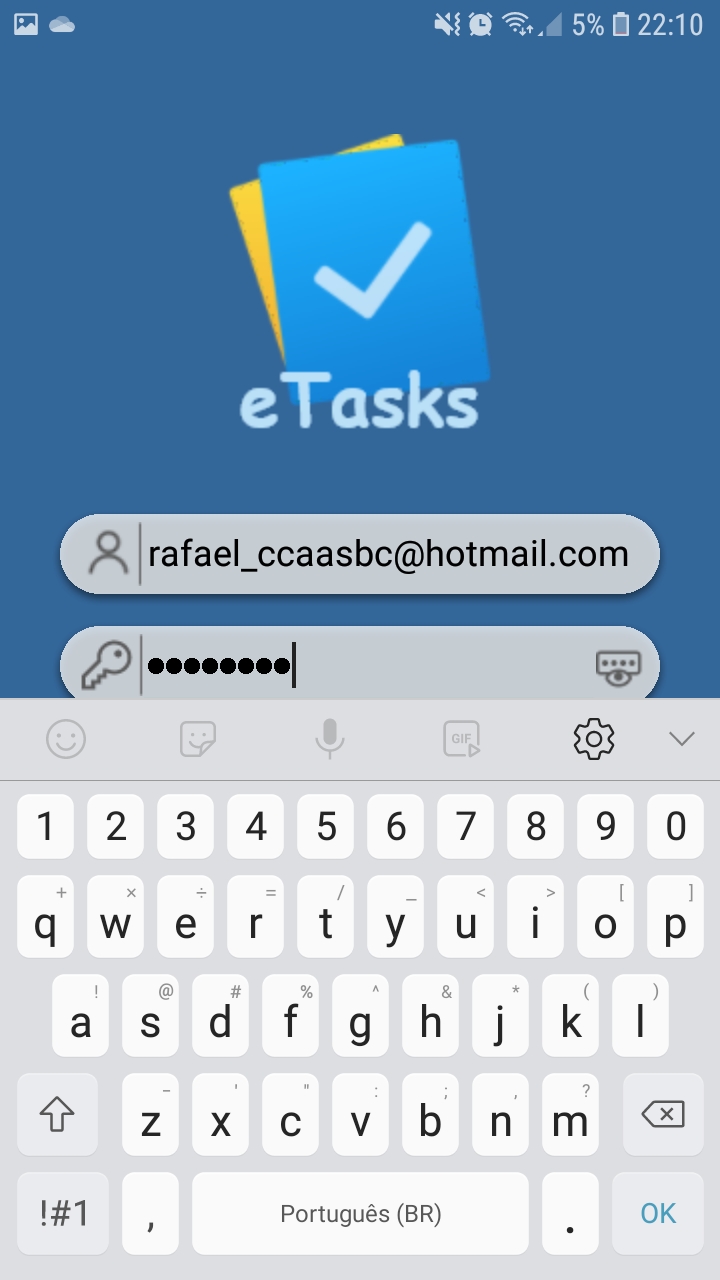 5% 22:10
eTasks
rafael_ccaasbc@hotmail.com
••••••••
GIF
1 2 3 4 5 6 7 8 9 0
+ × ÷ = / _ < > [ ]
q w e r t y u i o p
! @ # % ^ & * ( )
a s d f g h j k l
- ' " : ; , ?
z x c v b n m
!#1 , Português (BR) . OK